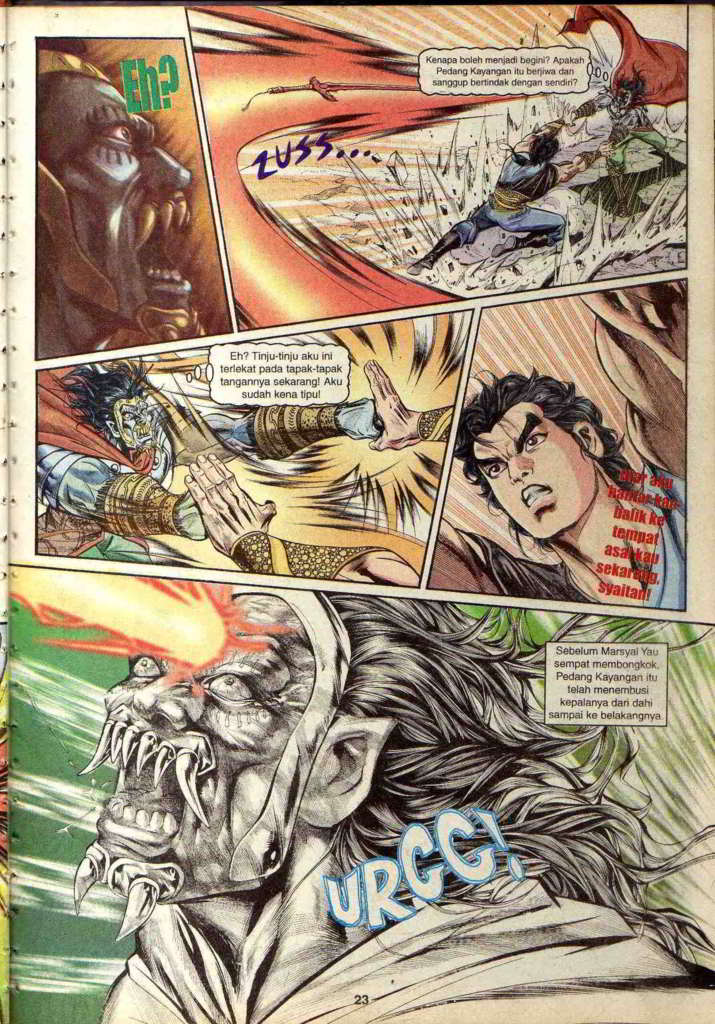 Eh?
Kenapa boleh menjadi begini? Apakah
Pedang Kayangan itu berjiwa dan
sanggup bertindak dengan sendiri?
ZUSS....
Eh? Tinju-tinju aku ini
terlekat pada tapak-tapak
tangannya sekarang! Aku
sudah kena tipu!
Biar aku
hantar kau
balik ke
tempat
asal kau
sekarang,
syaitan!
Sebelum Marsyal Yau
sempat membongkok,
Pedang Kayangan itu
telah menembusi
kepalanya dari dahi
sampai ke belakangnya
URGG!
23